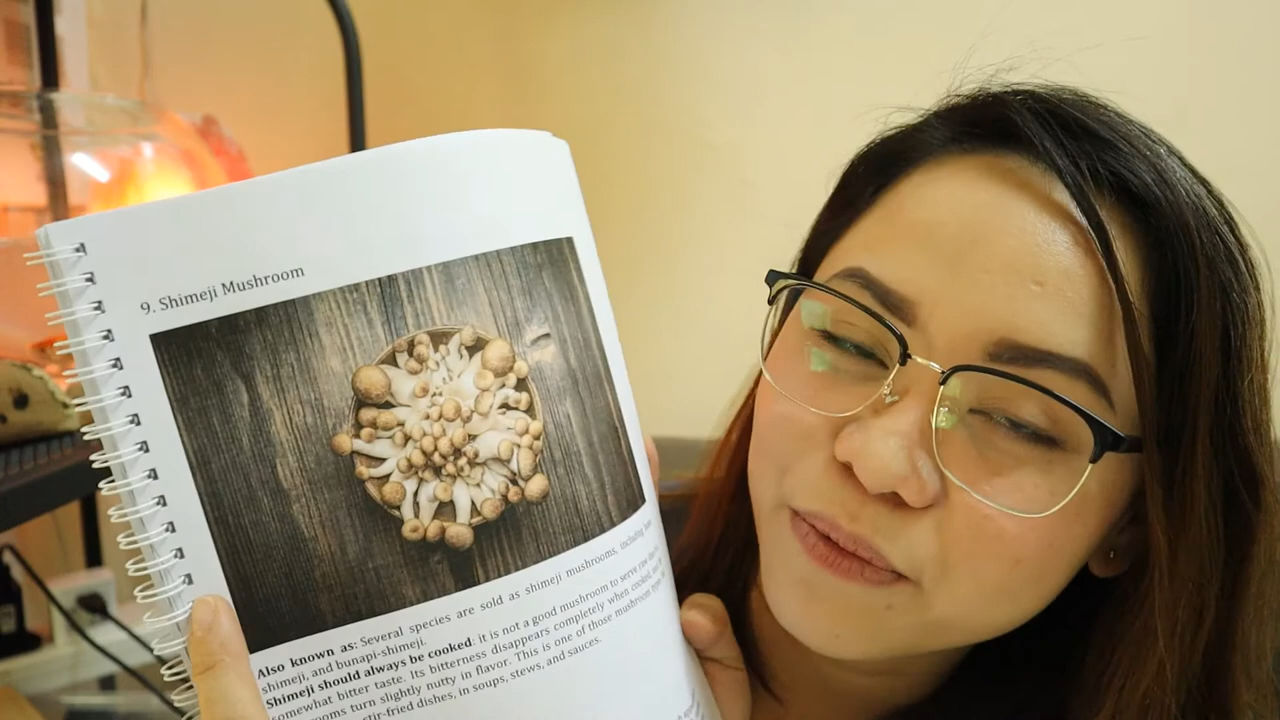 9. Shimeji Mushroom
Also known as: Several species are sold as shimeji mushrooms, including
shimeji, and bunapi-shimeji.
Shimeji should always be cooked: it is not a good mushroom to serve raw
somewhat bitter taste. Its bitterness disappears completely when cooked,
rooms turn slightly nutty in flavor. This is one of those mushroom
stir-fried dishes, in soups, stews, and sauces.